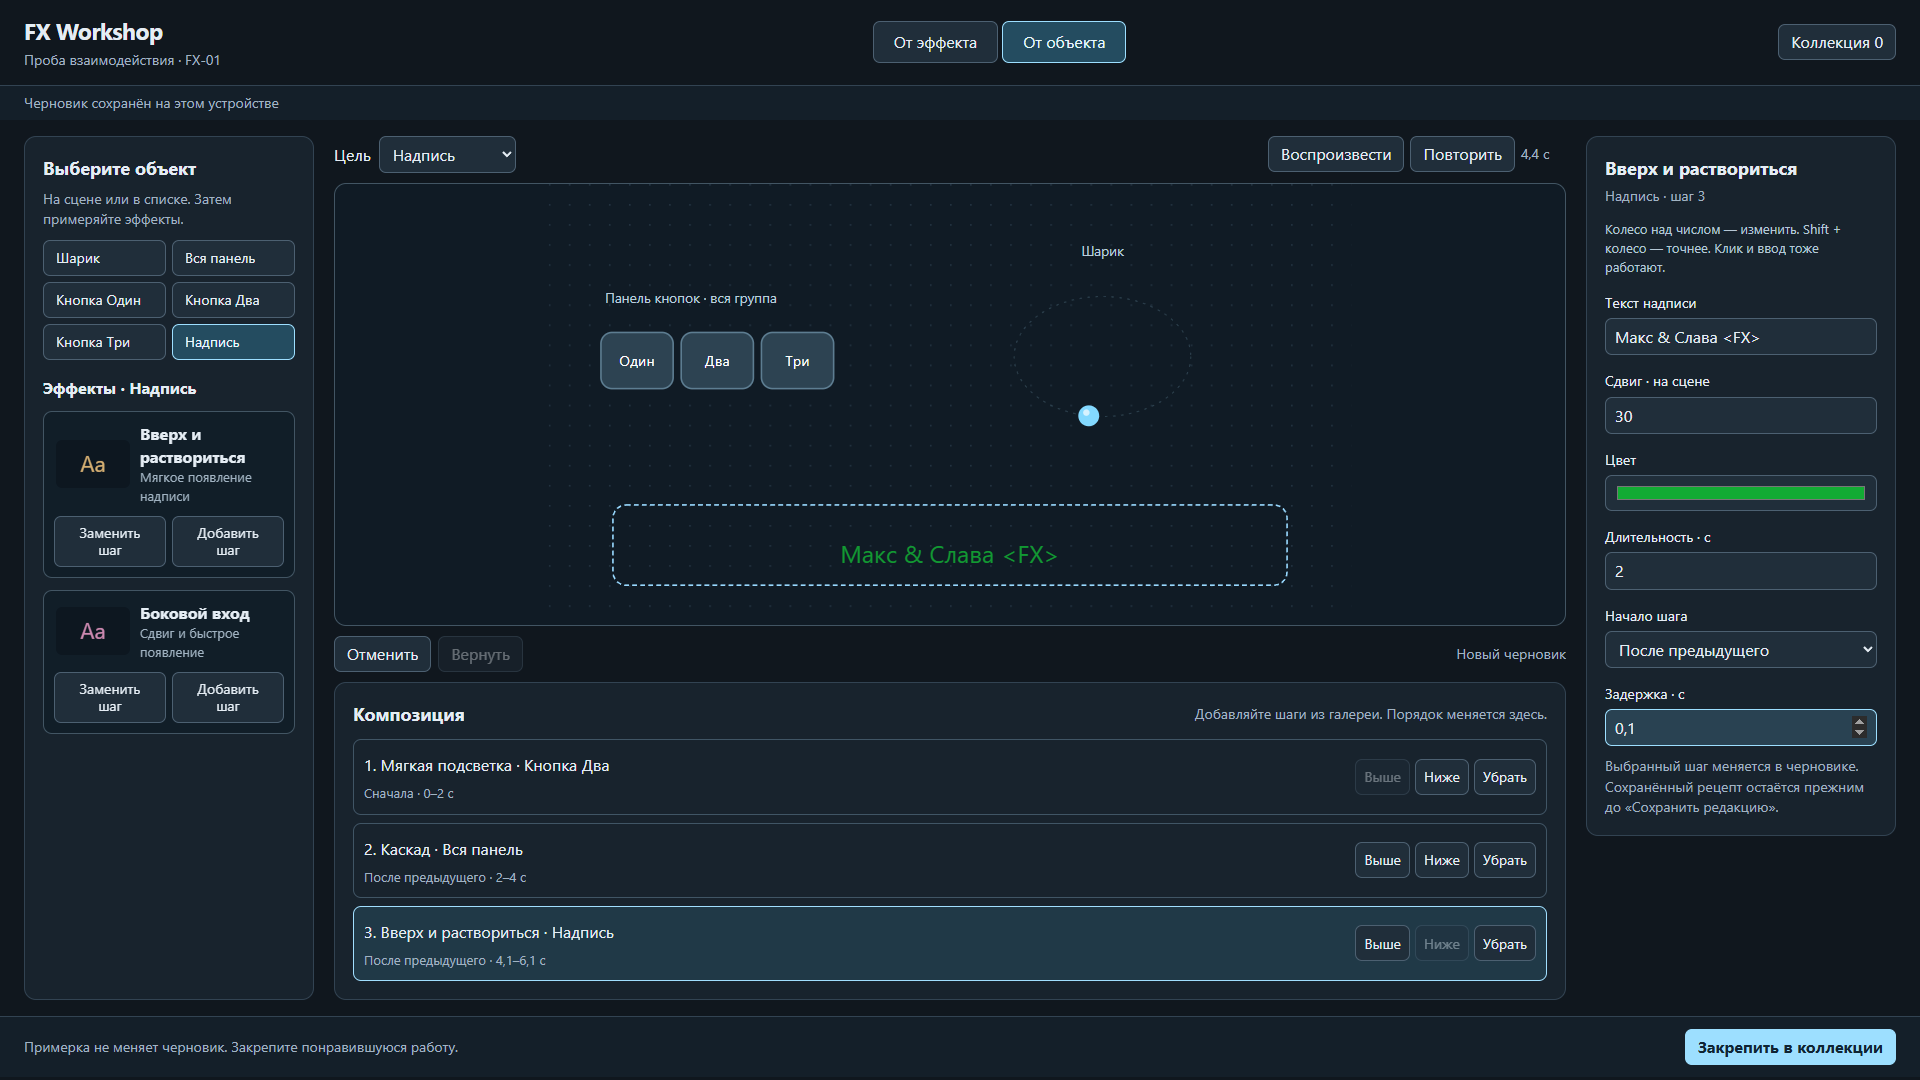 FX Workshop
Проба взаимодействия · FX-01
От эффекта
От объекта
Коллекция 0
Черновик сохранён на этом устройстве
Выберите объект
На сцене или в списке. Затем
примеряйте эффекты.
Шарик
Вся панель
Кнопка Один
Кнопка Два
Кнопка Три
Надпись
Эффекты · Надпись
Aa
Вверх и
раствориться
Мягкое появление
надписи
Заменить
шаг
Добавить
шаг
Aa
Боковой вход
Сдвиг и быстрое
появление
Заменить
шаг
Добавить
шаг
Цель
Надпись
Воспроизвести
Повторить
4,4 с
Шарик
Панель кнопок · вся группа
Один
Два
Три
Макс & Слава <FX>
Отменить
Вернуть
Новый черновик
Композиция
Добавляйте шаги из галереи. Порядок меняется здесь.
1. Мягкая подсветка · Кнопка Два
Сначала · 0–2 с
Выше
Ниже
Убрать
2. Каскад · Вся панель
После предыдущего · 2–4 с
Выше
Ниже
Убрать
3. Вверх и раствориться · Надпись
После предыдущего · 4,1–6,1 с
Выше
Ниже
Убрать
Вверх и раствориться
Надпись · шаг 3
Колесо над числом — изменить. Shift +
колесо — точнее. Клик и ввод тоже
работают.
Текст надписи
Макс & Слава <FX>
Сдвиг · на сцене
30
Цвет
Длительность · с
2
Начало шага
После предыдущего
Задержка · с
0,1
Выбранный шаг меняется в черновике.
Сохранённый рецепт остаётся прежним
до «Сохранить редакцию».
Примерка не меняет черновик. Закрепите понравившуюся работу.
Закрепить в коллекции